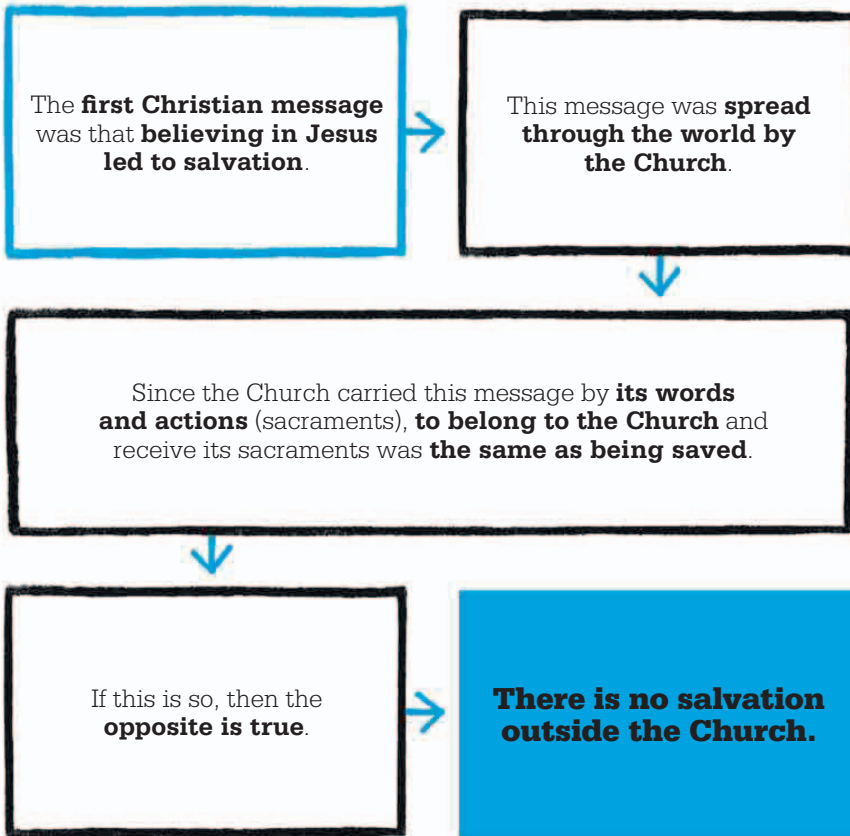 The first Christian message
was that believing in Jesus
led to salvation.
This message was spread
through the world by
the Church.
Since the Church carried this message by its words
and actions (sacraments), to belong to the Church and
receive its sacraments was the same as being saved.
If this is so, then the
opposite is true.
There is no salvation
outside the Church.